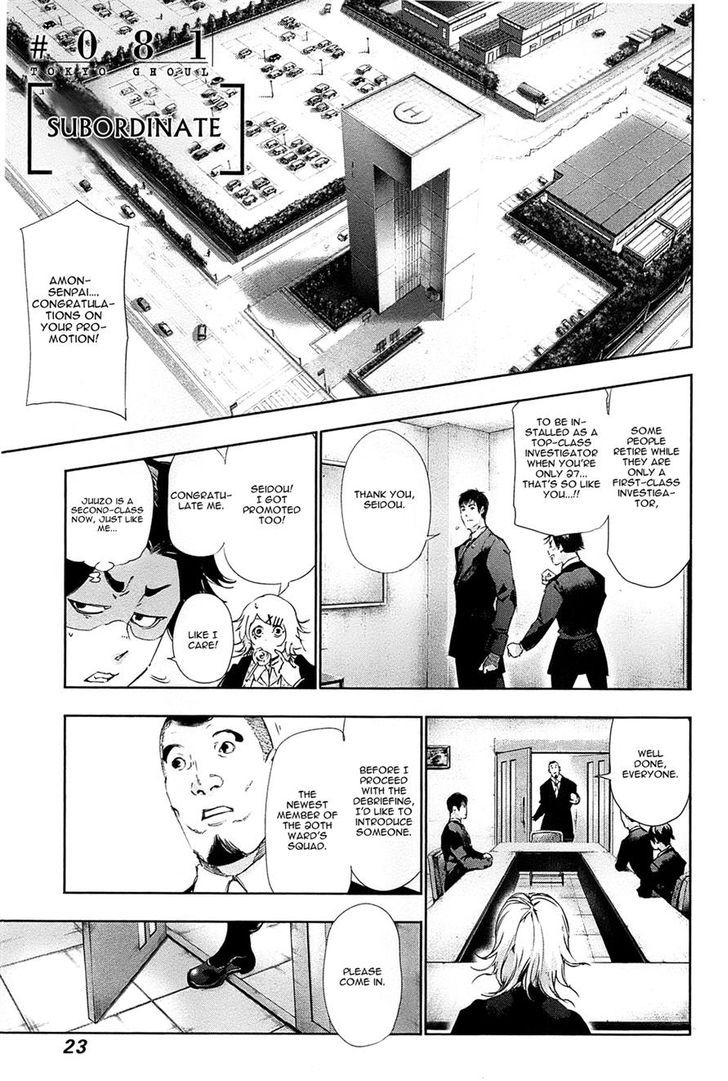 #081
TOKYO GHOUL
SUBORDINATE
AMON-
SENPAI....
CONGRATULA-
TIONS ON
YOUR PRO-
MOTION!
SOME
PEOPLE
RETIRE WHILE
THEY ARE
ONLY A
FIRST-CLASS
INVESTIGA-
TOR,
TO BE IN-
STALLED AS A
TOP-CLASS
INVESTIGATOR
WHEN YOU'RE
ONLY 27...
THAT'S SO LIKE
YOU...!!
THANK YOU,
SEIDOU.
SEIDOU!
I GOT
PROMOTED
TOO!
CONGRATU-
LATE ME.
JUUZO IS A
SECOND-CLASS
NOW, JUST LIKE
ME...
LIKE I
CARE!
WELL
DONE,
EVERYONE.
BEFORE I
PROCEED
WITH THE
DEBRIEFING,
I'D LIKE TO
INTRODUCE
SOMEONE.
THE
NEWEST
MEMBER OF
THE 20TH
WARD'S
SQUAD.
PLEASE
COME IN.
23